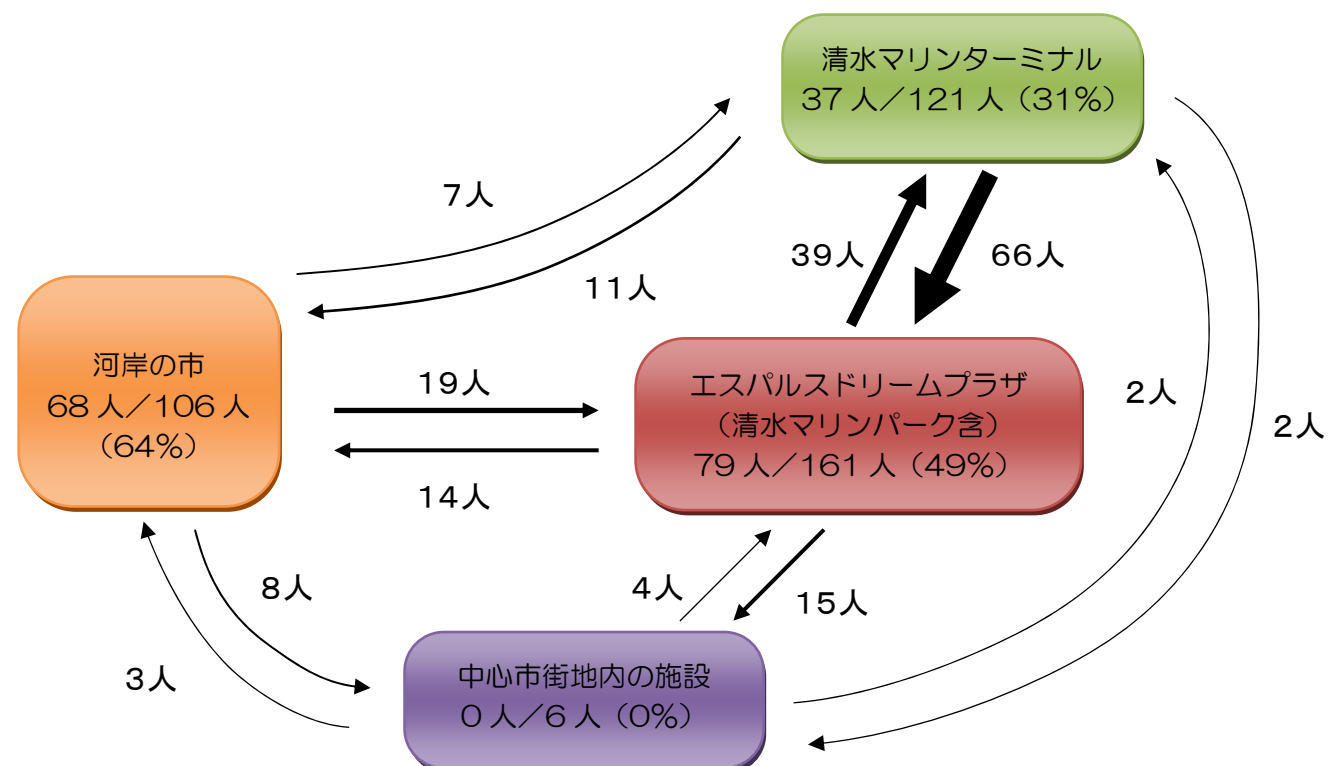 清水マリンターミナル
37人／121人（31％）
7人
39人
66人
11人
河岸の市
68人／106人
（64％）
19人
エスパルスドリームプラザ
（清水マリンパーク含）
79人／161人（49％）
2人
2人
14人
8人
4人
15人
3人
中心市街地内の施設
0人／6人（0％）